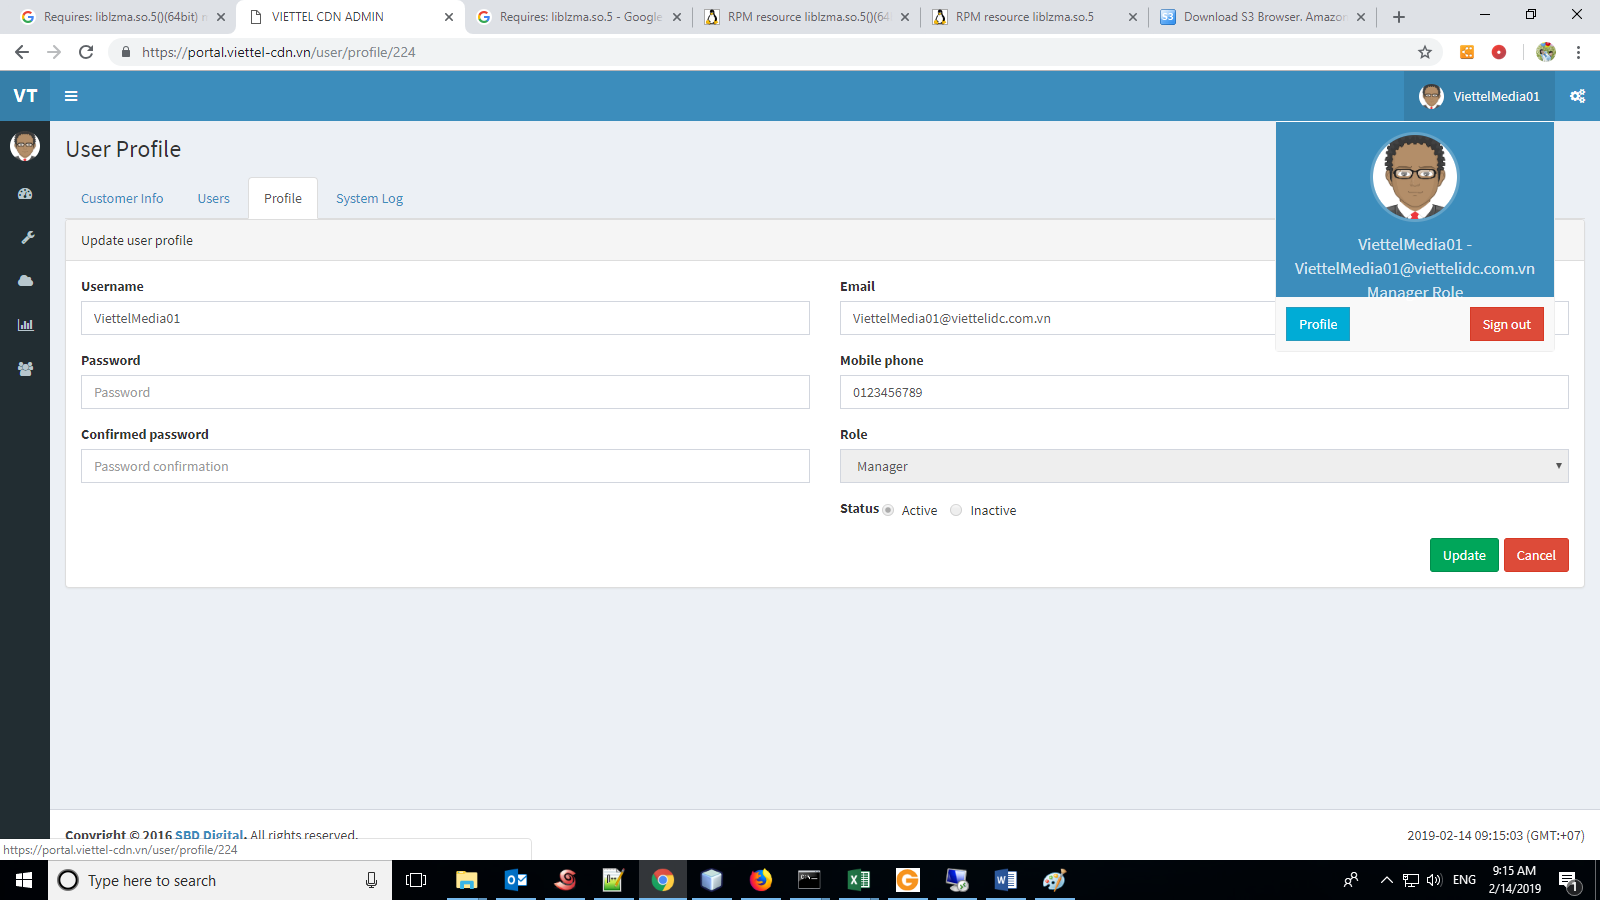 Requires: liblzma.so.5()(64bit)
VIETTEL CDN ADMIN
Requires: liblzma.so.5 - Google
RPM resource liblzma.so.5()(64
RPM resource liblzma.so.5
S3
Download S3 Browser. Amazon
https://portal.viettel-cdn.vn/user/profile/224
VT
ViettelMedia01
User Profile
Customer Info
Users
Profile
System Log
Update user profile
ViettelMedia01 -
ViettelMedia01@viettelidc.com.vn
Manager Role
Profile
Sign out
Username
ViettelMedia01
Email
ViettelMedia01@viettelidc.com.vn
Password
Password
Mobile phone
0123456789
Confirmed password
Password confirmation
Role
Manager
Status
Active
Inactive
Update
Cancel
Copyright © 2016 SBD Digital. All rights reserved.
2019-02-14 09:15:03 (GMT:+07)
https://portal.viettel-cdn.vn/user/profile/224
Type here to search
ENG
9:15 AM
2/14/2019
1